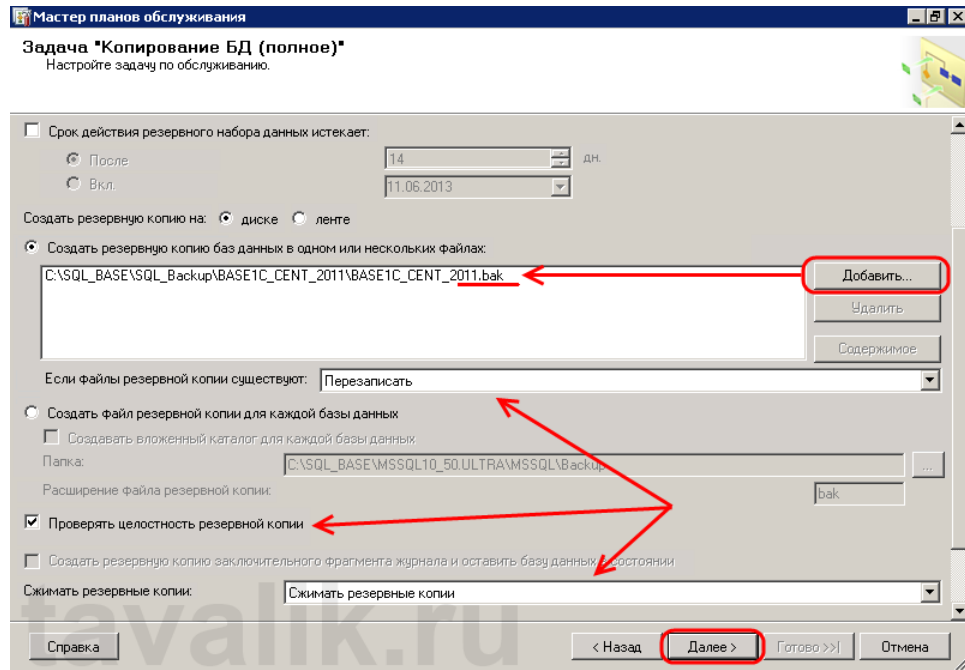 Мастер планов обслуживания
Задача "Копирование БД (полное)"
Настройте задачу по обслуживанию.
Срок действия резервного набора данных истекает:
После 14 дн.
Вкл. 11.06.2013
Создать резервную копию на: диске ленте
Создать резервную копию баз данных в одном или нескольких файлах:
C:\SQL_BASE\SQL_Backup\BASE1C_CENT_2011\BASE1C_CENT_2011.bak
Добавить...
Удалить
Содержимое
Если файлы резервной копии существуют: Перезаписать
Создать файл резервной копии для каждой базы данных
Создавать вложенный каталог для каждой базы данных
Папка: C:\SQL_BASE\MSSQL10_50.ULTRA\MSSQL\Backup ...
Расширение файла резервной копии: bak
Проверять целостность резервной копии
Создать резервную копию заключительного фрагмента журнала и оставить базу данных в состоянии
Сжимать резервные копии: Сжимать резервные копии
tavalik.ru
Справка < Назад Далее > Готово >>| Отмена